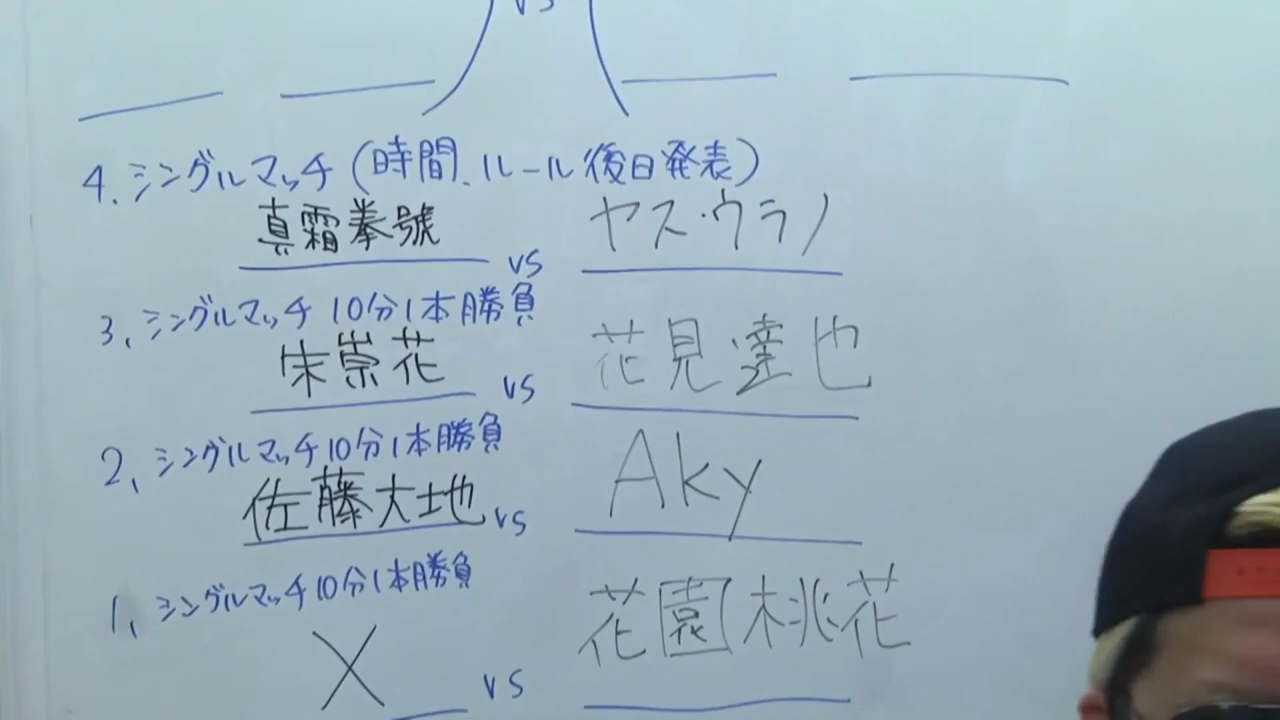 vs
4. シングルマッチ(時間、ルール後日発表)
真霜拳號 vs ヤス・ウラノ
3、シングルマッチ 10分1本勝負
朱崇花 vs 花見達也
2、シングルマッチ10分1本勝負
佐藤大地 vs Aky
1、シングルマッチ10分1本勝負
X vs 花園桃花